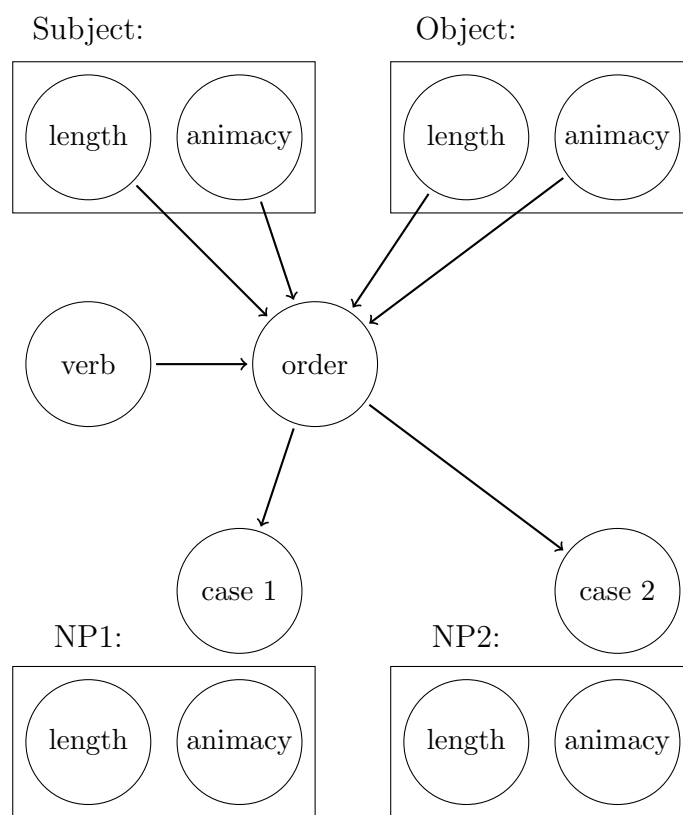 Subject: Object:
length animacy length animacy
verb order
case 1 case 2
NP1: NP2:
length animacy length animacy